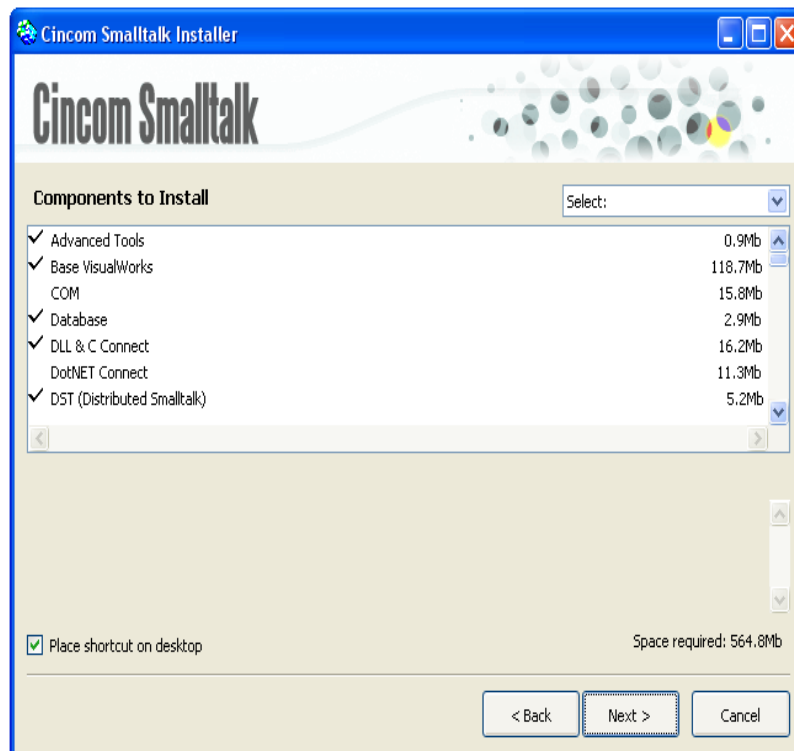 Cincom Smalltalk Installer
Cincom Smalltalk
Components to Install
Select:
Advanced Tools 0.9Mb
Base VisualWorks 118.7Mb
COM 15.8Mb
Database 2.9Mb
DLL & C Connect 16.2Mb
DotNET Connect 11.3Mb
DST (Distributed Smalltalk) 5.2Mb
Place shortcut on desktop
Space required: 564.8Mb
< Back
Next >
Cancel